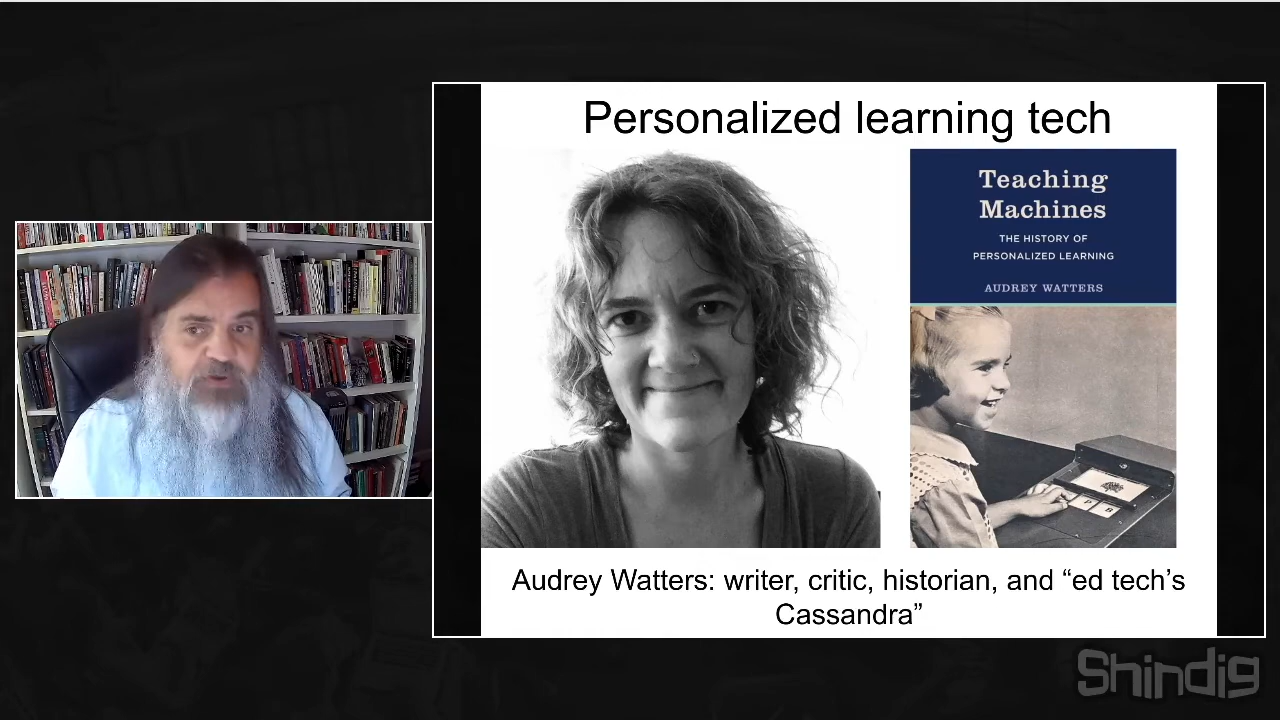 Personalized learning tech
Teaching
Machines
THE HISTORY OF
PERSONALIZED LEARNING
AUDREY WATTERS
P
B
Audrey Watters: writer, critic, historian, and “ed tech’s
Cassandra”
Shindig